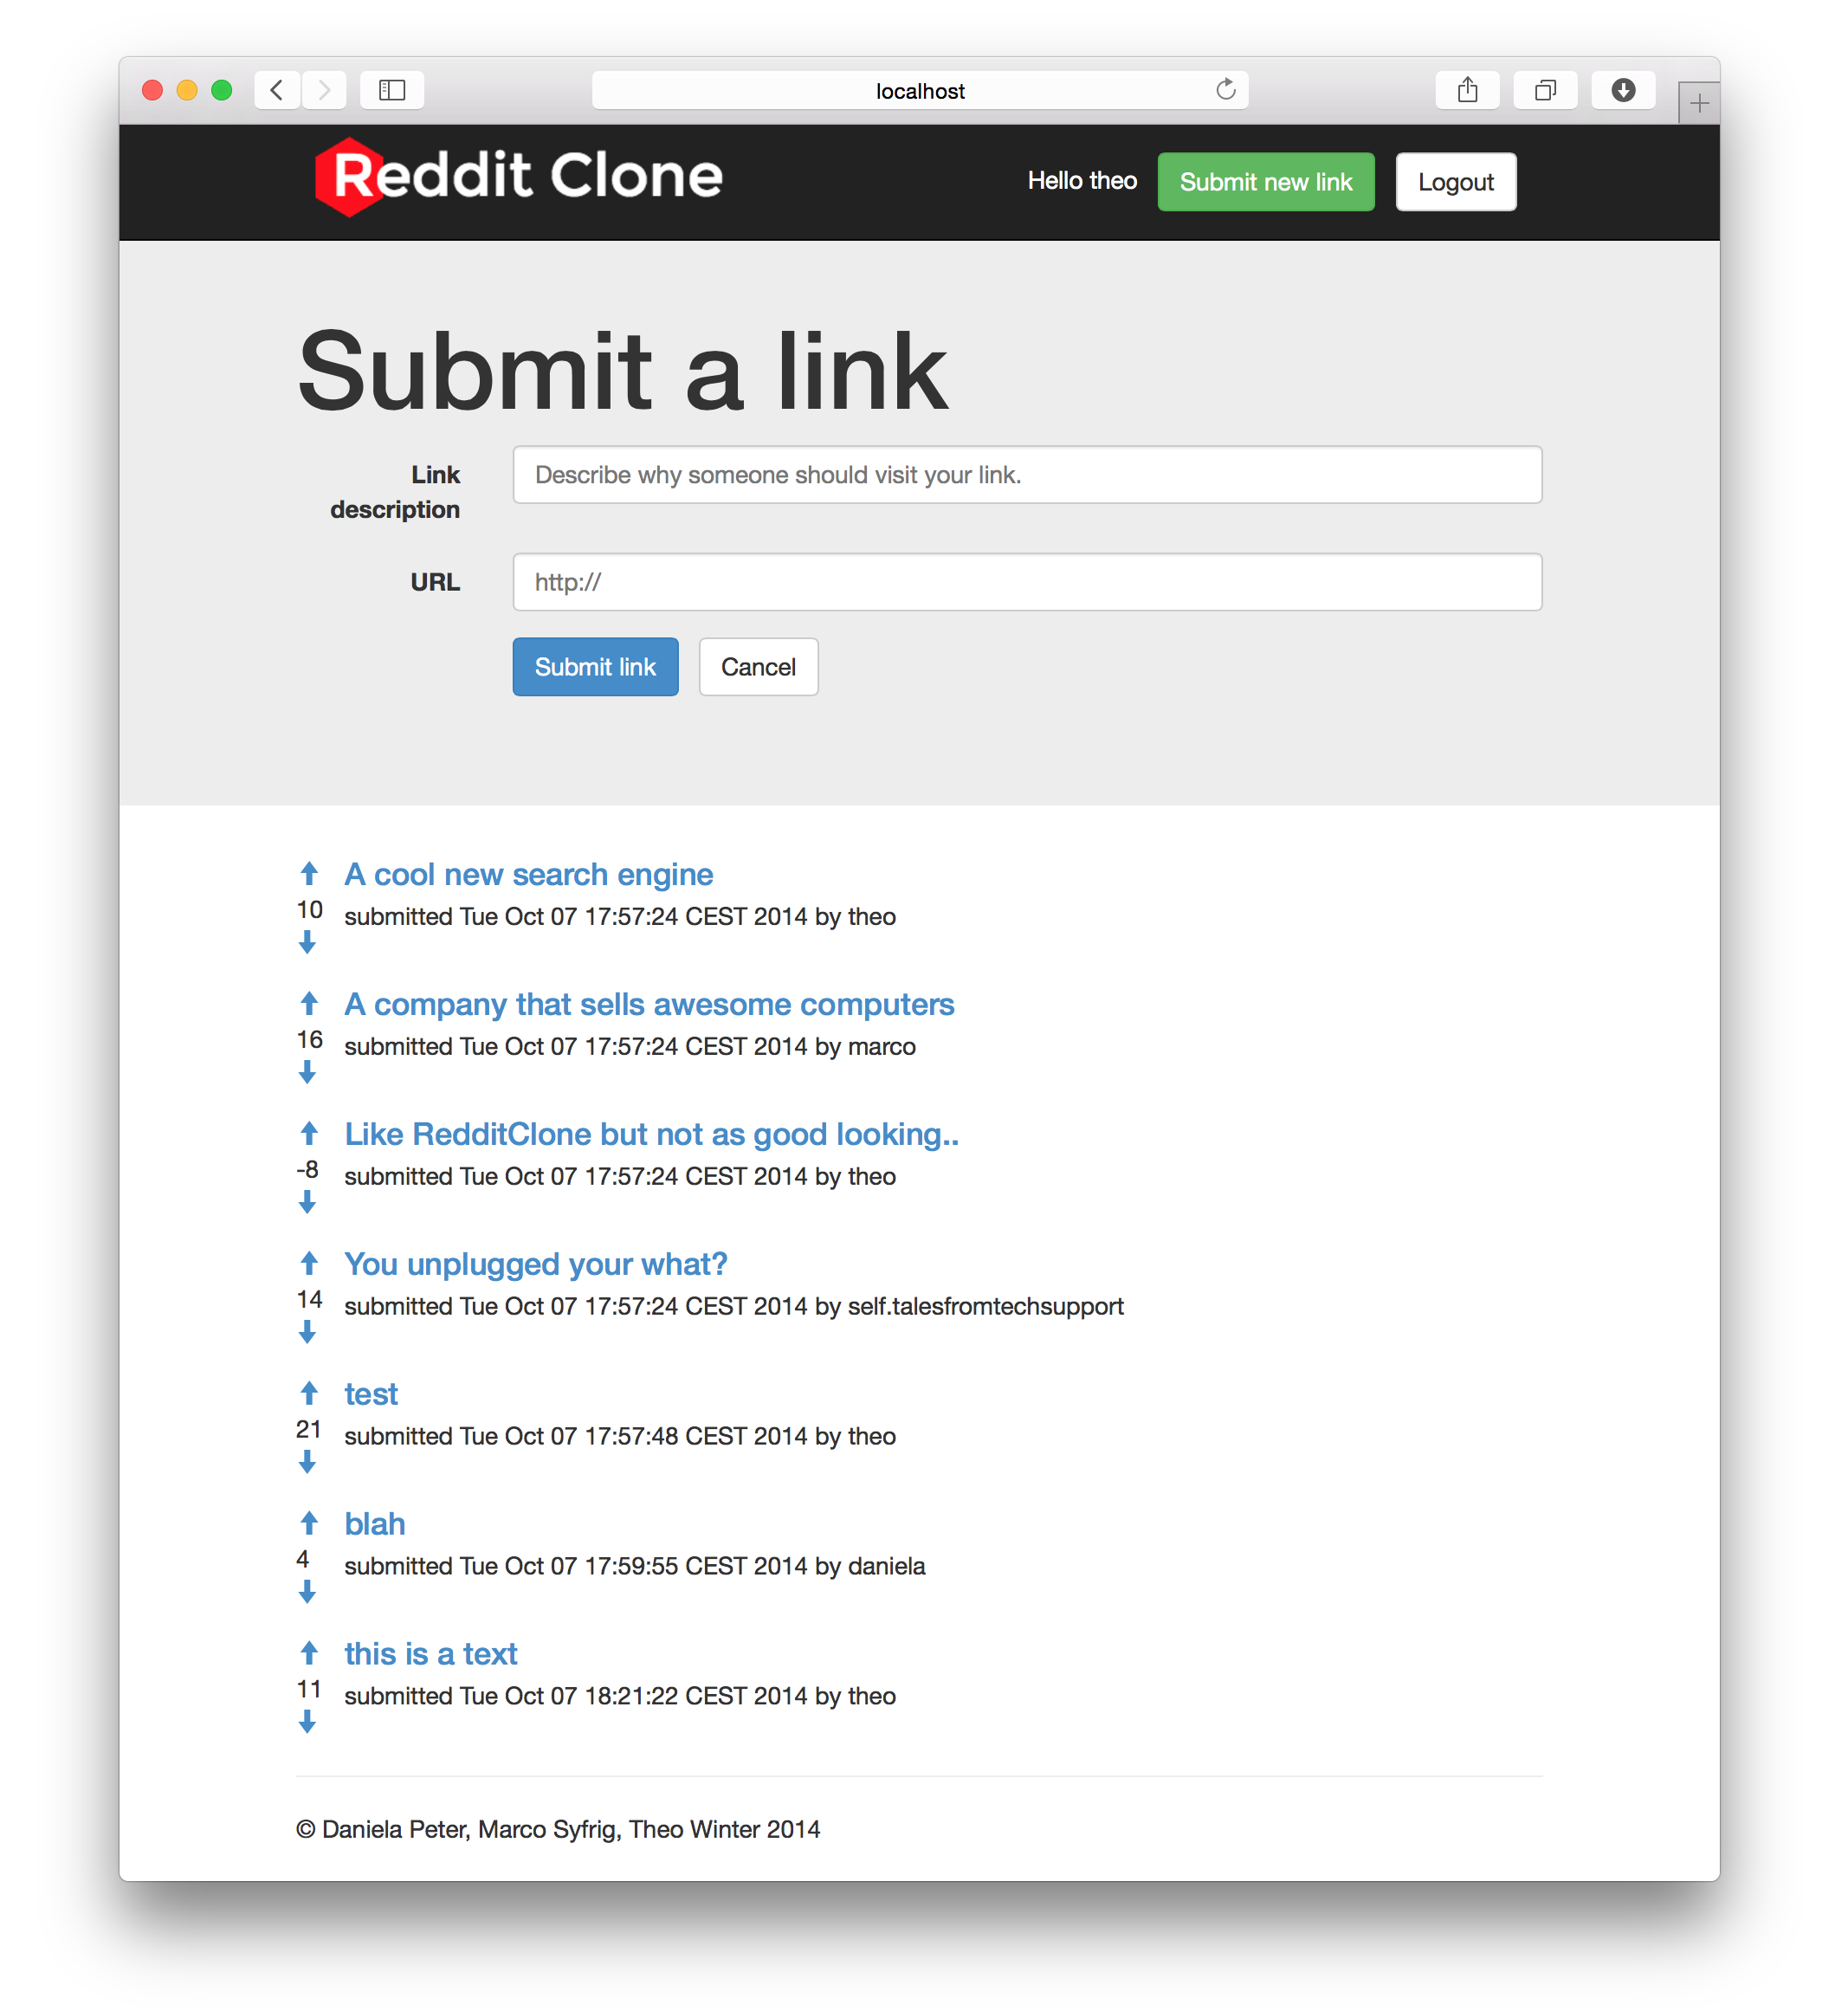 localhost
Reddit Clone
Hello theo
Submit new link
Logout
Submit a link
Link
description
Describe why someone should visit your link.
URL
http://
Submit link
Cancel
A cool new search engine
10
submitted Tue Oct 07 17:57:24 CEST 2014 by theo
A company that sells awesome computers
16
submitted Tue Oct 07 17:57:24 CEST 2014 by marco
Like RedditClone but not as good looking..
-8
submitted Tue Oct 07 17:57:24 CEST 2014 by theo
You unplugged your what?
14
submitted Tue Oct 07 17:57:24 CEST 2014 by self.talesfromtechsupport
test
21
submitted Tue Oct 07 17:57:48 CEST 2014 by theo
blah
4
submitted Tue Oct 07 17:59:55 CEST 2014 by daniela
this is a text
11
submitted Tue Oct 07 18:21:22 CEST 2014 by theo
© Daniela Peter, Marco Syfrig, Theo Winter 2014